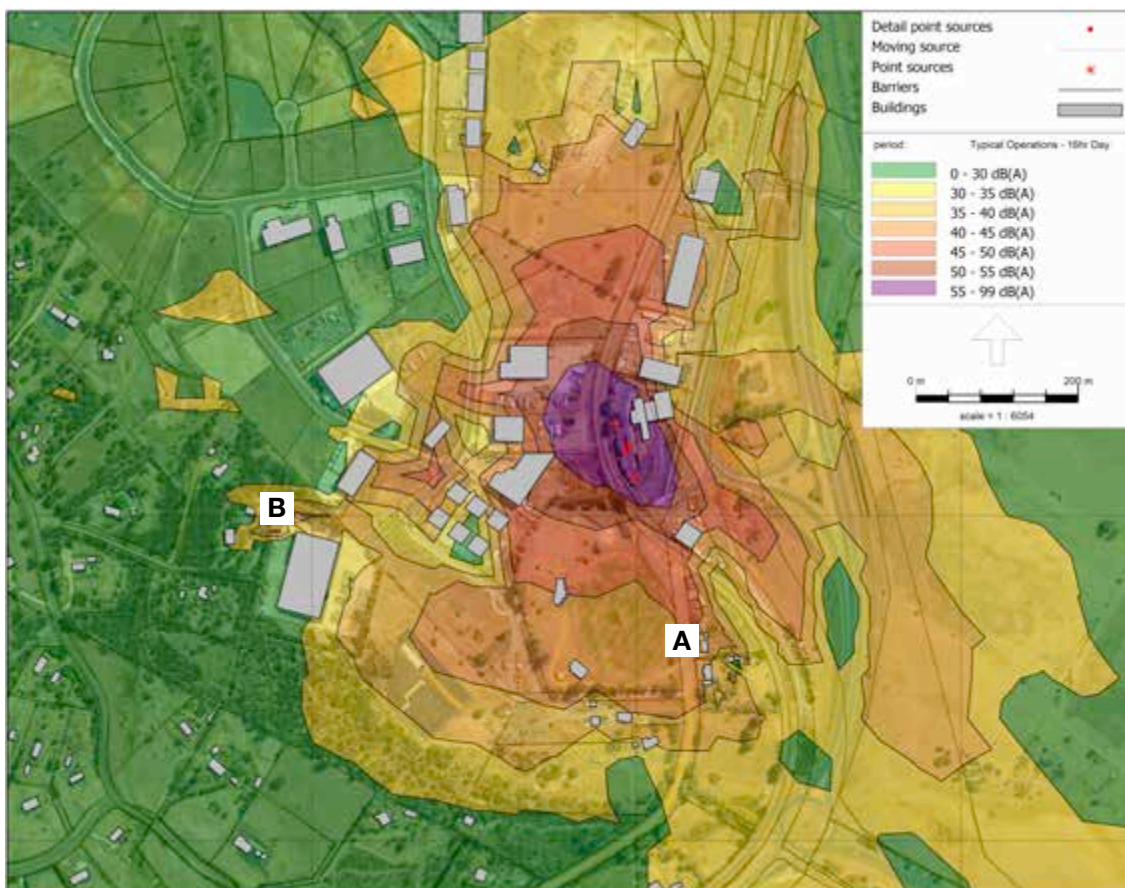 Detail point sources
Moving source
Point sources
Barriers
Buildings
period: Typical Operations - 16hr Day
0 - 30 dB(A)
30 - 35 dB(A)
35 - 40 dB(A)
40 - 45 dB(A)
45 - 50 dB(A)
50 - 55 dB(A)
55 - 99 dB(A)
0 m 200 m
scale = 1 : 6054
B
A